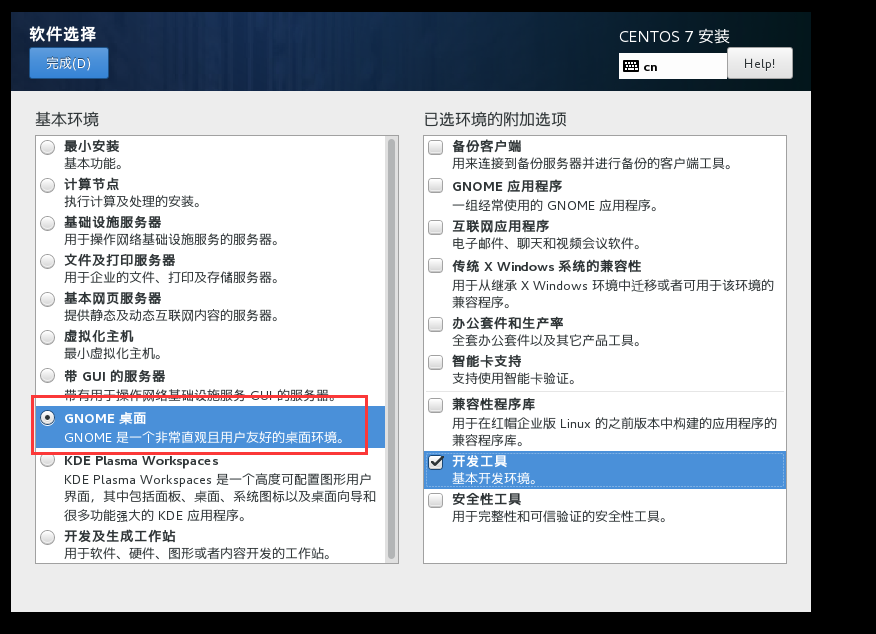 软件选择
完成(D)
CENTOS 7 安装
cn
Help!
基本环境
最小安装
基本功能。
计算节点
执行计算及处理的安装。
基础设施服务器
用于操作网络基础设施服务的服务器。
文件及打印服务器
用于企业的文件、打印及存储服务器。
基本网页服务器
提供静态及动态互联网内容的服务器。
虚拟化主机
最小虚拟化主机。
带 GUI 的服务器
带有用于操作网络基础设施服务 GUI 的服务器。
GNOME 桌面
GNOME 是一个非常直观且用户友好的桌面环境。
KDE Plasma Workspaces
KDE Plasma Workspaces 是一个高度可配置图形用户
界面，其中包括面板、桌面、系统图标以及桌面向导和
很多功能强大的 KDE 应用程序。
开发及生成工作站
用于软件、硬件、图形或者内容开发的工作站。
已选环境的附加选项
备份客户端
用来连接到备份服务器并进行备份的客户端工具。
GNOME 应用程序
一组经常使用的 GNOME 应用程序。
互联网应用程序
电子邮件、聊天和视频会议软件。
传统 X Windows 系统的兼容性
用于从继承 X Windows 环境中迁移或者可用于该环境的
兼容程序。
办公套件和生产率
全套办公套件以及其它产品工具。
智能卡支持
支持使用智能卡验证。
兼容性程序库
用于在红帽企业版 Linux 的之前版本中构建的应用程序的
兼容程序库。
开发工具
基本开发环境。
安全性工具
用于完整性和可信验证的安全性工具。